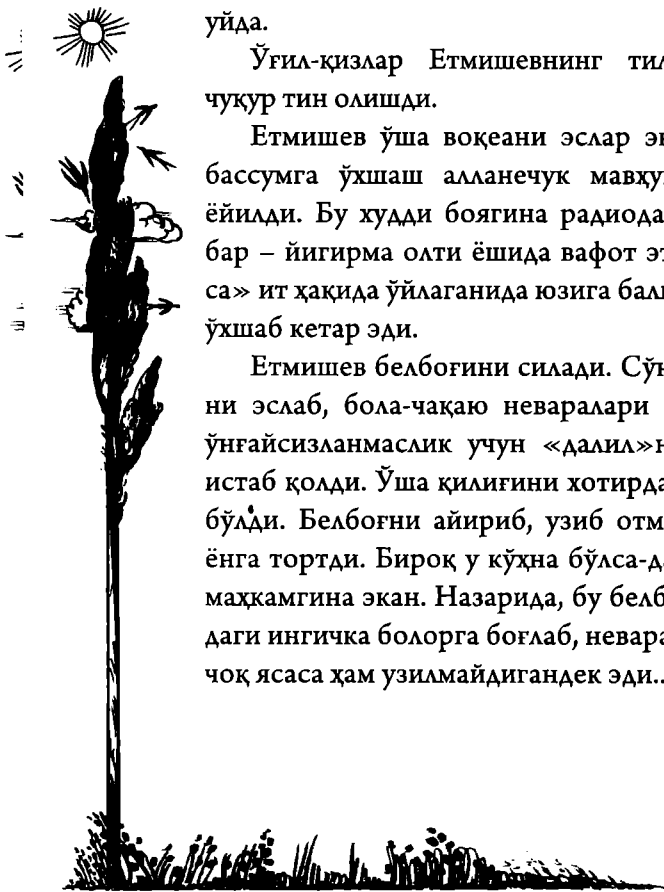 уйда.
Ўғил-қизлар Етмишевнинг тил
чуқур тин олишди.
Етмишев ўша воқеани эслар эк
бассумга ўхшаш алланечук мавҳу
ёйилди. Бу худди боягина радиода
бар – йигирма олти ёшида вафот эт
са» ит ҳақида ўйлаганида юзига бал
ўхшаб кетар эди.
Етмишев белбоғини силади. Сўн
ни эслаб, бола-чақаю неваралари
ўнғайсизланмаслик учун «далил»н
истаб қолди. Ўша қилиғини хотирда
бўлди. Белбоғни айириб, узиб отм
ёнга тортди. Бироқ у кўҳна бўлса-д
маҳкамгина экан. Назарида, бу белб
даги ингичка болорга боғлаб, невара
чоқ ясаса ҳам узилмайдигандек эди..